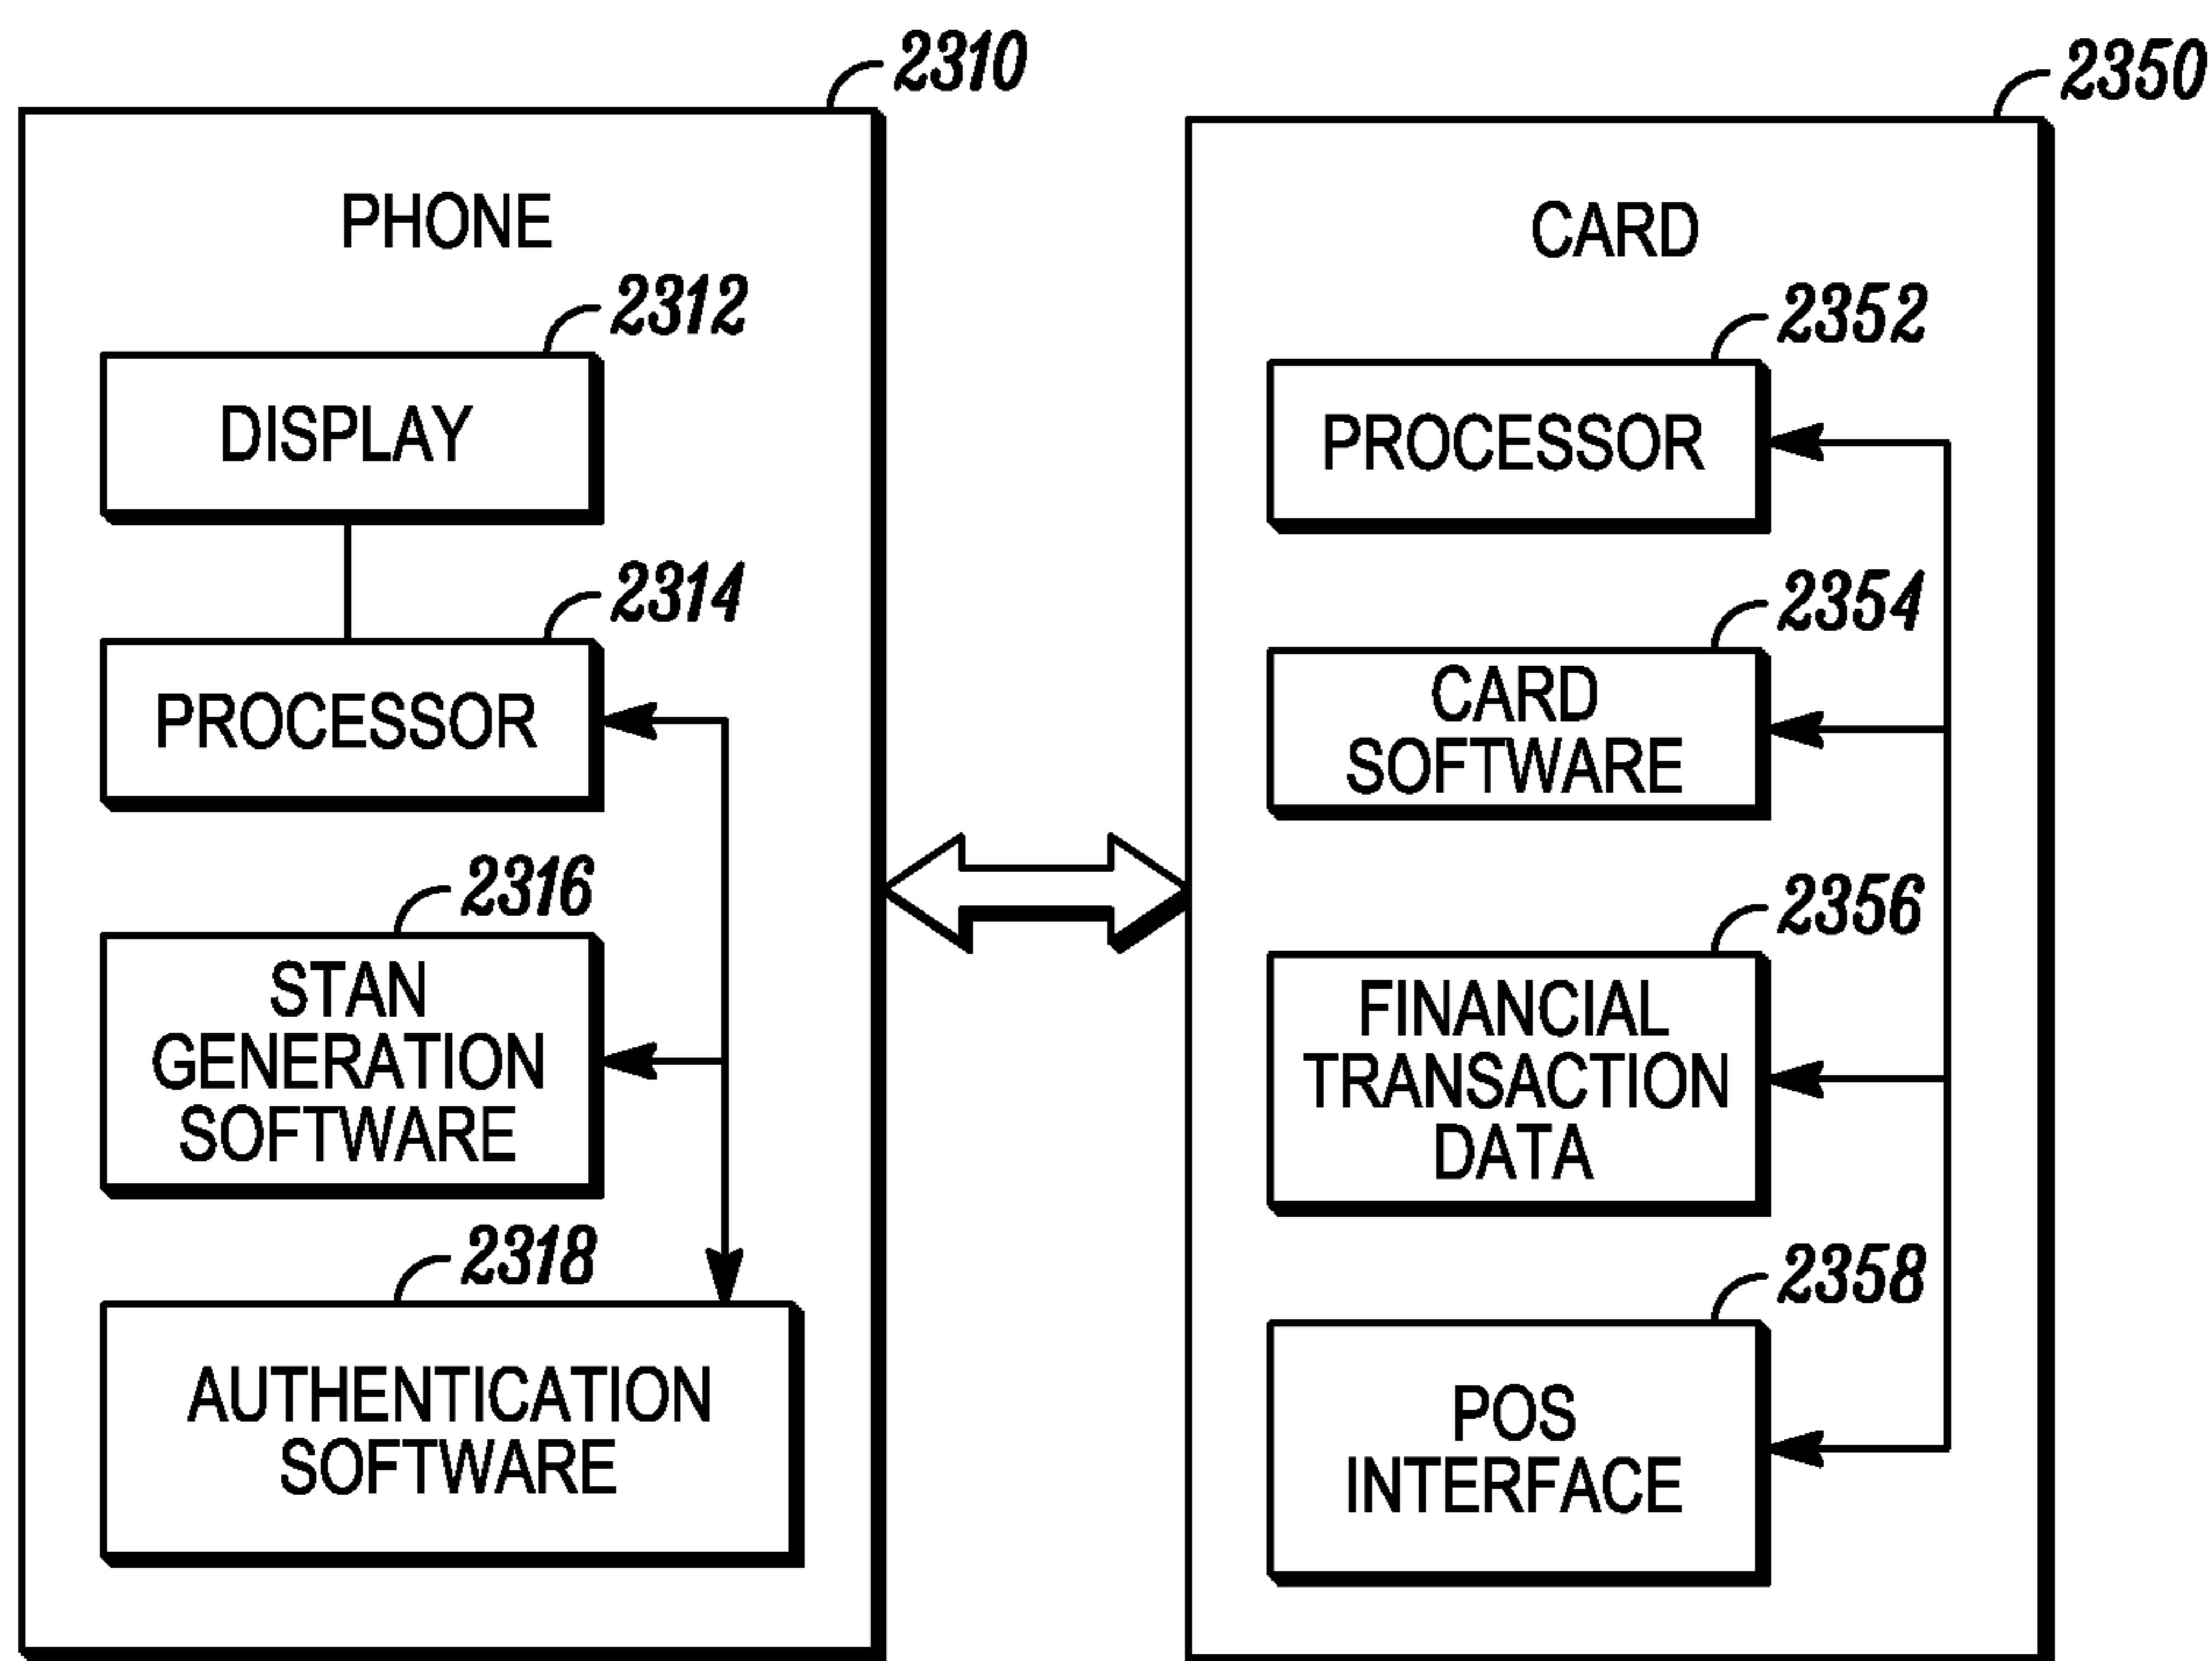 2310
PHONE
2312
DISPLAY
2314
PROCESSOR
2316
STAN
GENERATION
SOFTWARE
2318
AUTHENTICATION
SOFTWARE
2350
CARD
2352
PROCESSOR
2354
CARD
SOFTWARE
2356
FINANCIAL
TRANSACTION
DATA
2358
POS
INTERFACE